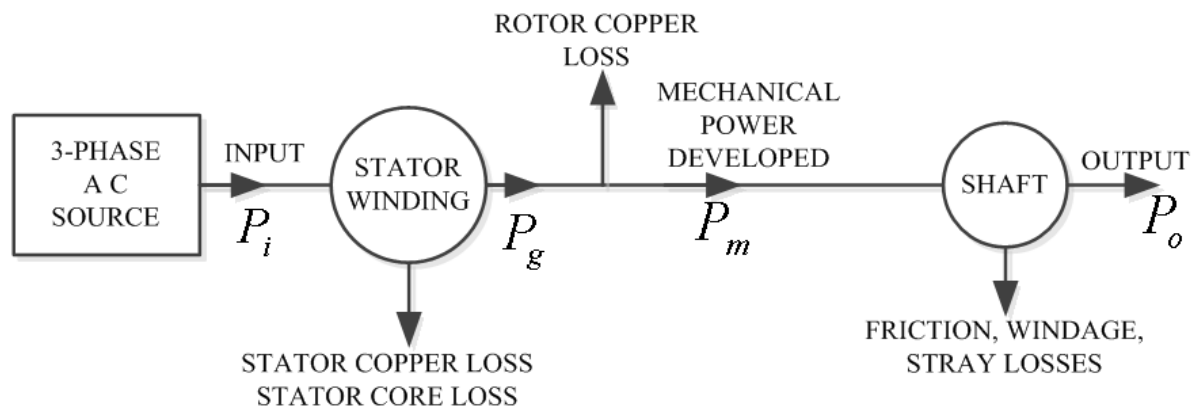 ROTOR COPPER
LOSS
3-PHASE
A C
SOURCE
INPUT
P_i
STATOR
WINDING
P_g
MECHANICAL
POWER
DEVELOPED
P_m
SHAFT
OUTPUT
P_o
STATOR COPPER LOSS
STATOR CORE LOSS
FRICTION, WINDAGE,
STRAY LOSSES